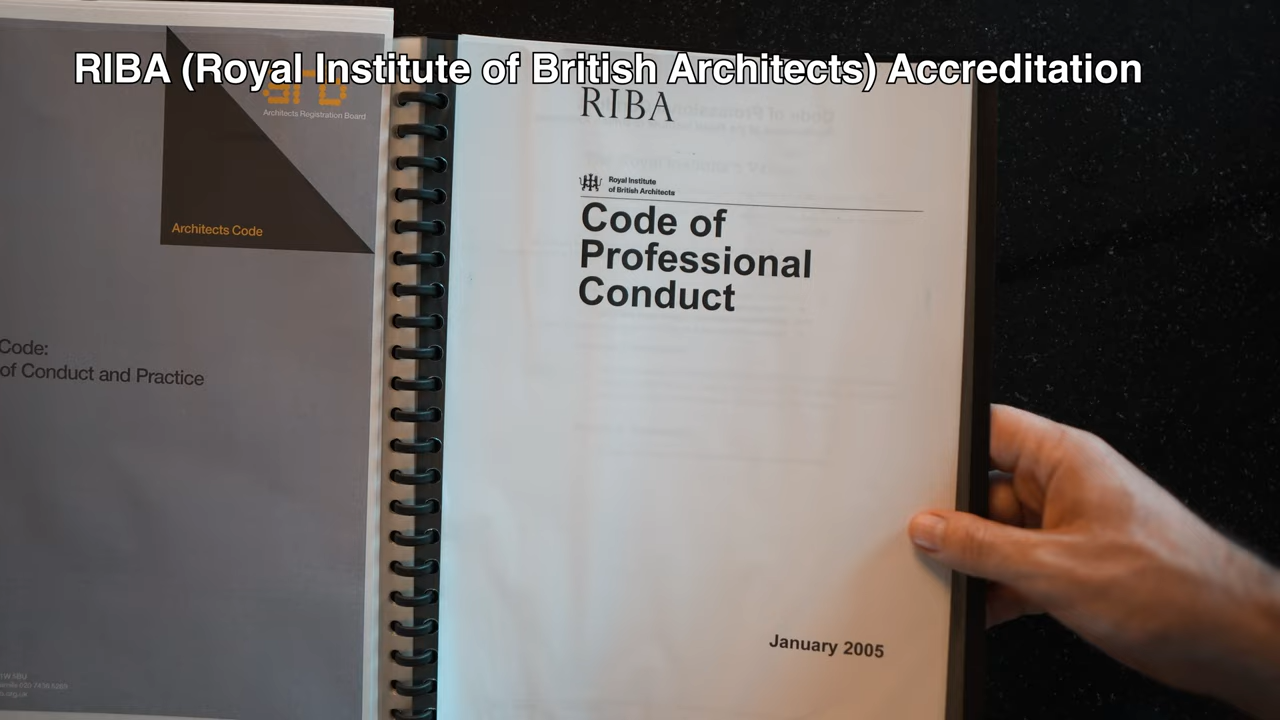 RIBA (Royal Institute of British Architects) Accreditation
arb
Architects Registration Board
Architects Code
Code:
of Conduct and Practice
RIBA
Royal Institute
of British Architects
Code of
Professional
Conduct
January 2005